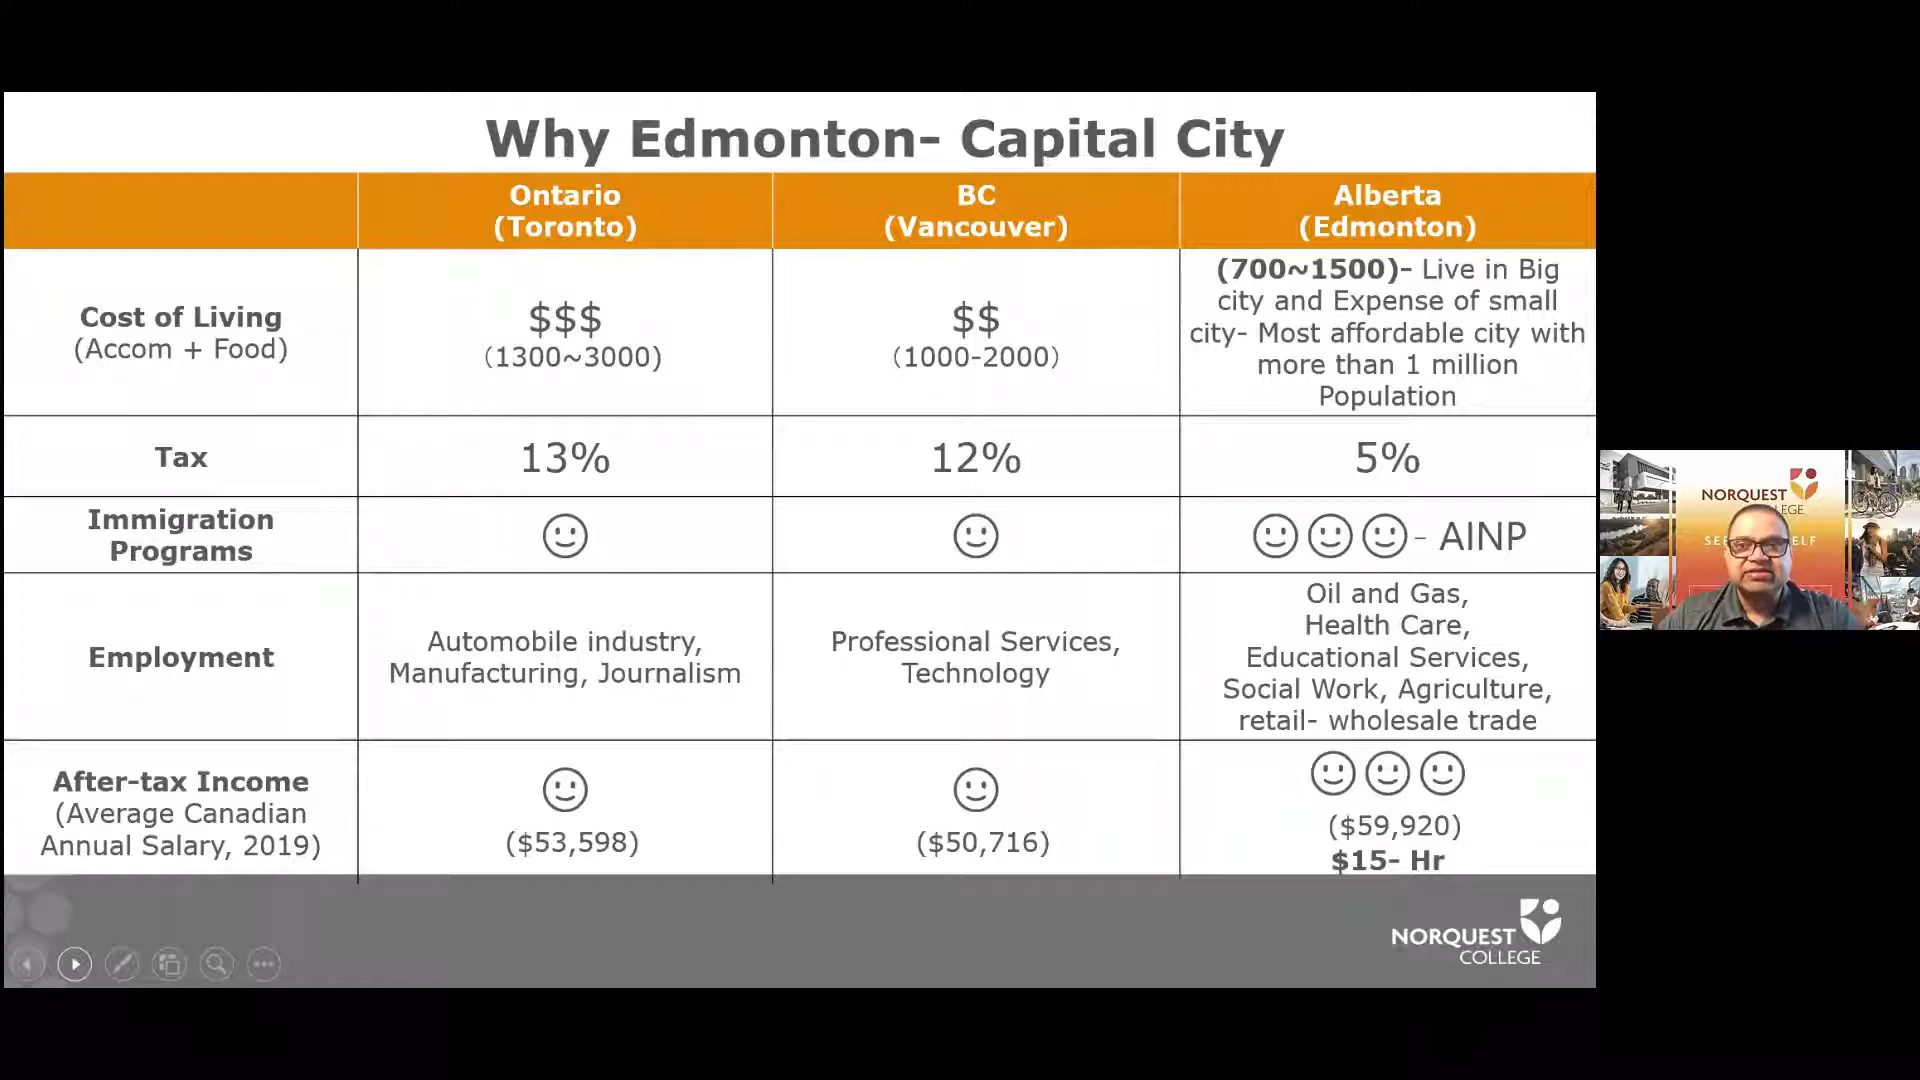 Why Edmonton- Capital City
Ontario
(Toronto)
BC
(Vancouver)
Alberta
(Edmonton)
Cost of Living
(Accom + Food)
$$$
(1300~3000)
$$
(1000-2000)
(700~1500)- Live in Big
city and Expense of small
city- Most affordable city with
more than 1 million
Population
Tax
13%
12%
5%
Immigration
Programs
- AINP
Employment
Automobile industry,
Manufacturing, Journalism
Professional Services,
Technology
Oil and Gas,
Health Care,
Educational Services,
Social Work, Agriculture,
retail- wholesale trade
After-tax Income
(Average Canadian
Annual Salary, 2019)
($53,598)
($50,716)
($59,920)
$15- Hr
NORQUEST
COLLEGE
NORQUEST